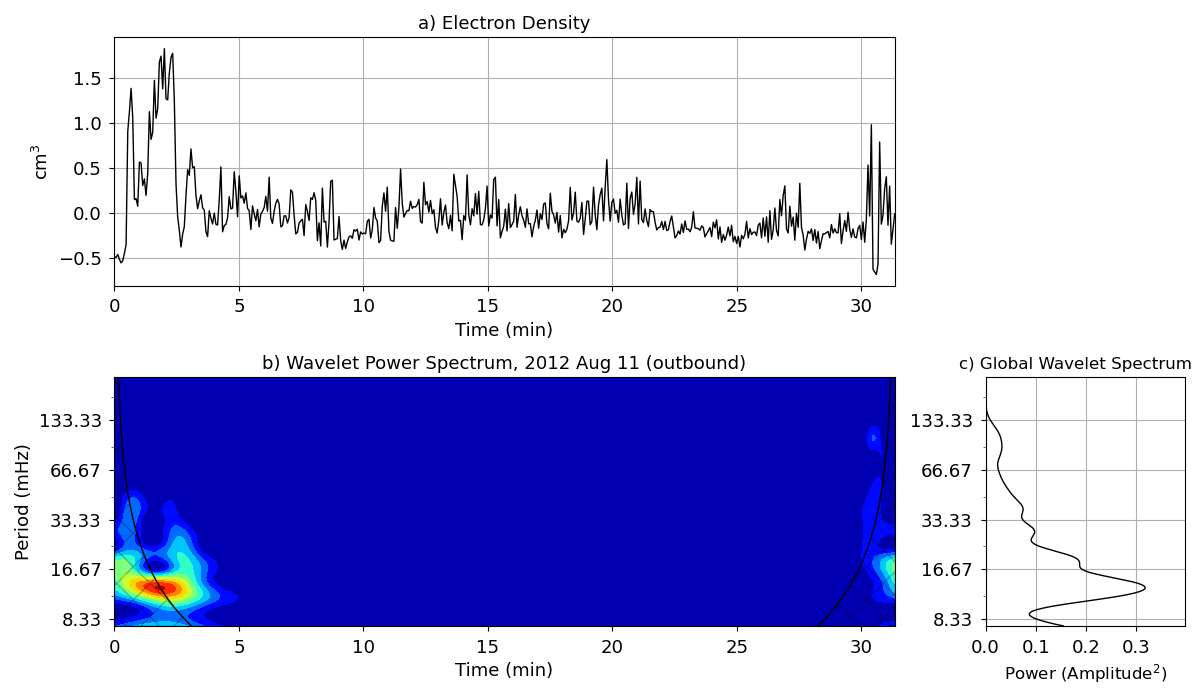 a) Electron Density
cm³
1.5
1.0
0.5
0.0
−0.5
0 5 10 15 20 25 30
Time (min)
b) Wavelet Power Spectrum, 2012 Aug 11 (outbound)
Period (mHz)
133.33
66.67
33.33
16.67
8.33
0 5 10 15 20 25 30
Time (min)
c) Global Wavelet Spectrum
133.33
66.67
33.33
16.67
8.33
0.0 0.1 0.2 0.3
Power (Amplitude²)